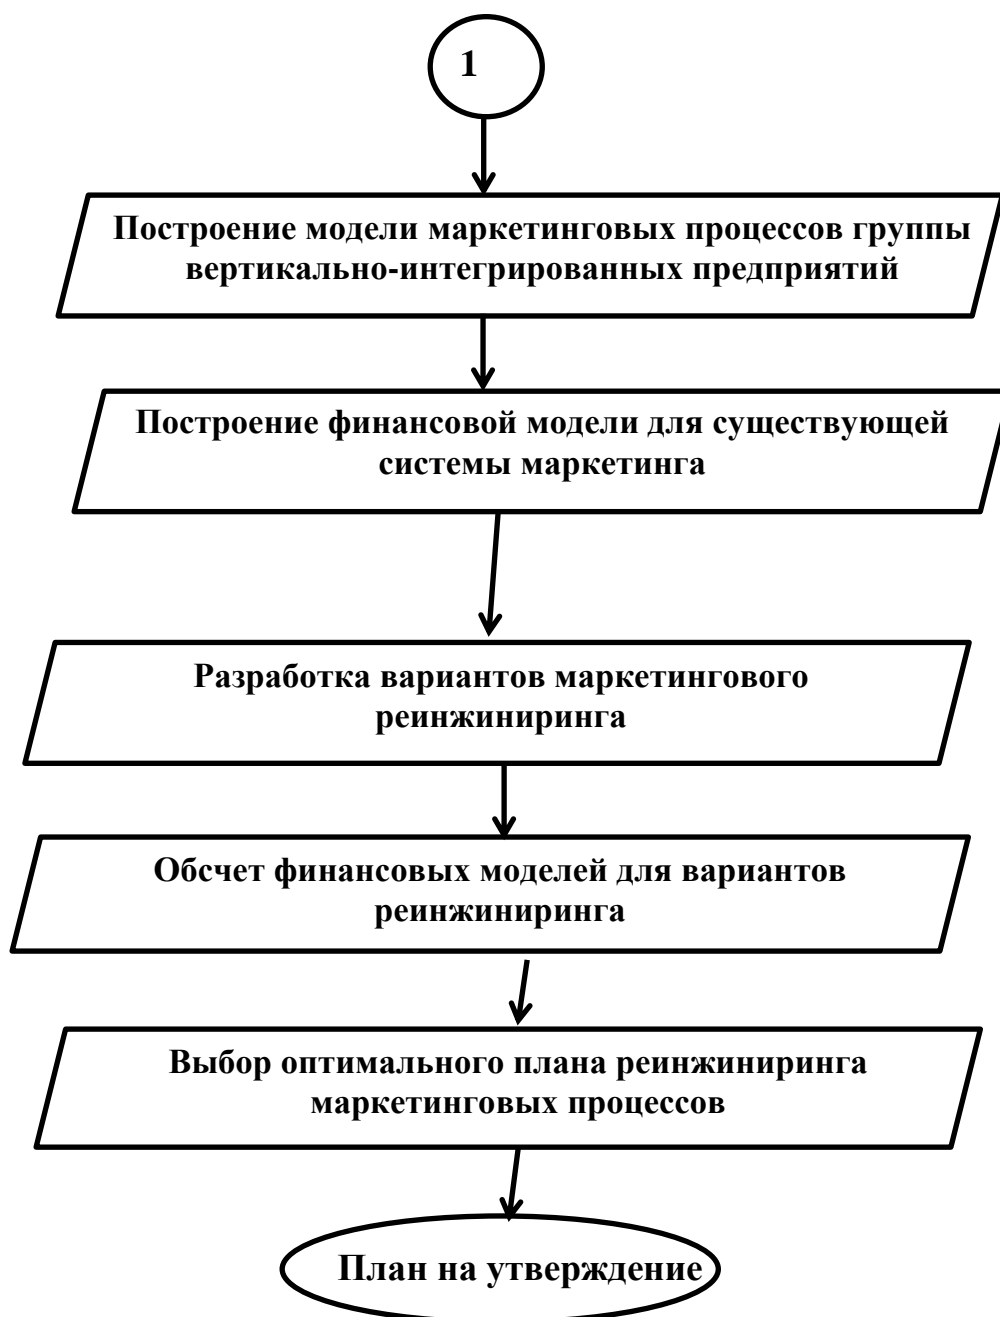 1
Построение модели маркетинговых процессов группы
вертикально-интегрированных предприятий
Построение финансовой модели для существующей
системы маркетинга
Разработка вариантов маркетингового
реинжиниринга
Обсчет финансовых моделей для вариантов
реинжиниринга
Выбор оптимального плана реинжиниринга
маркетинговых процессов
План на утверждение